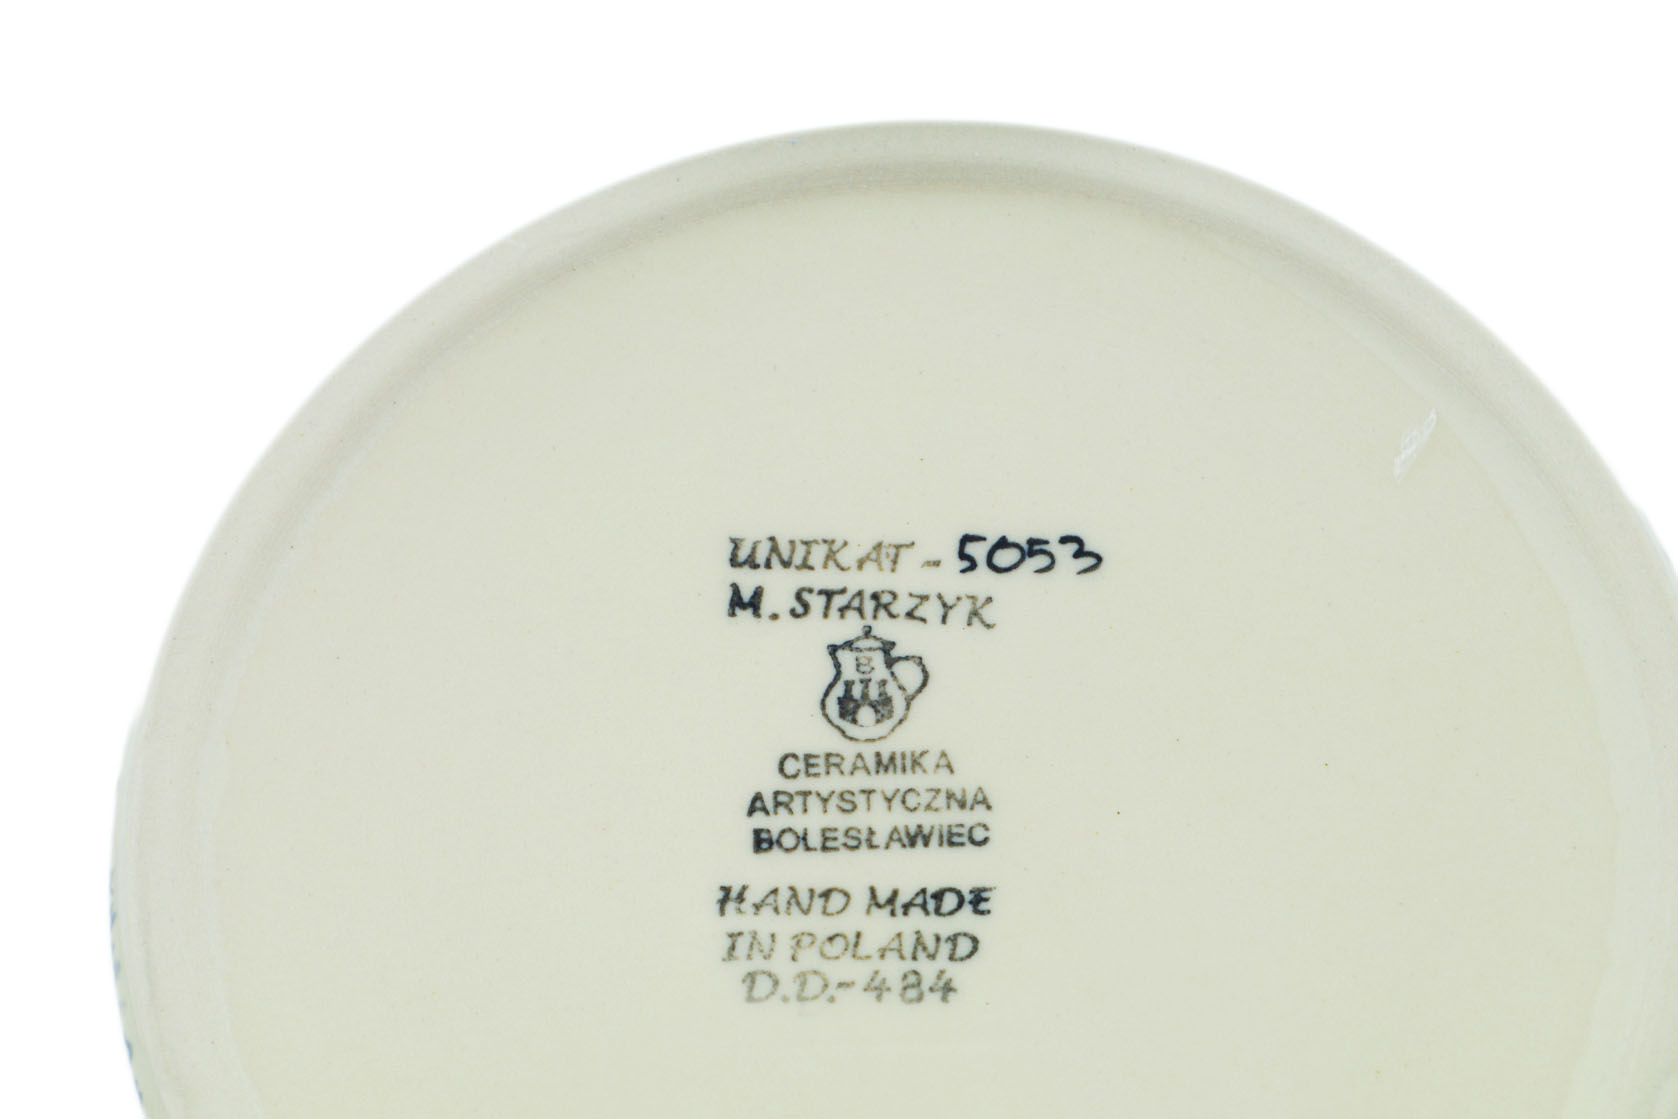 UNIKAT - 5053
M. STARZYK
B
CERAMIKA
ARTYSTYCZNA
BOLESŁAWIEC
HAND MADE
IN POLAND
D.D.-484